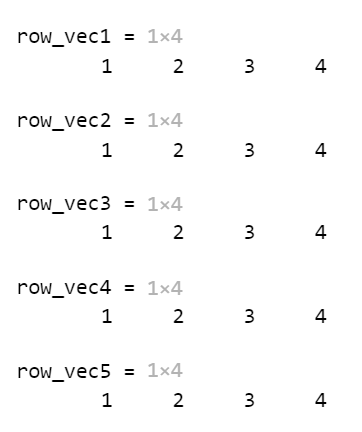 row_vec1 = 1×4
1 2 3 4
row_vec2 = 1×4
1 2 3 4
row_vec3 = 1×4
1 2 3 4
row_vec4 = 1×4
1 2 3 4
row_vec5 = 1×4
1 2 3 4